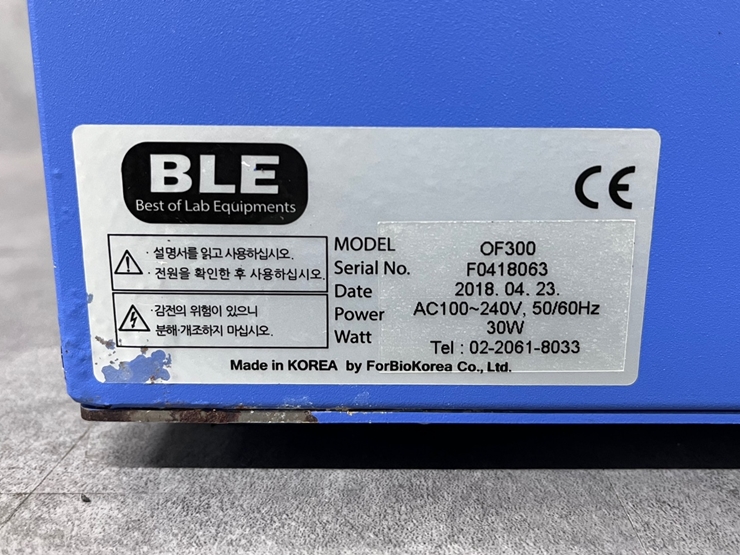 BLE
Best of Lab Equipments
CE
· 설명서를 읽고 사용하십시오.
· 전원을 확인한 후 사용하십시오.
· 감전의 위험이 있으니
분해·개조하지 마십시오.
MODEL OF300
Serial No. F0418063
Date 2018. 04. 23.
Power AC100~240V, 50/60Hz
Watt 30W
Tel : 02-2061-8033
Made in KOREA by ForBioKorea Co., Ltd.